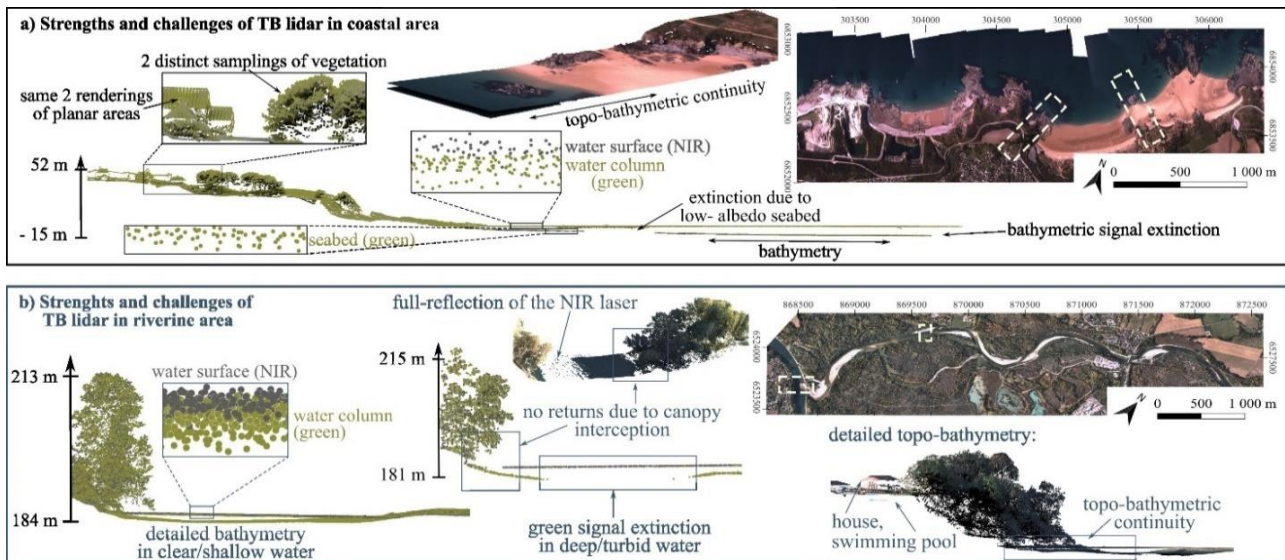 a) Strengths and challenges of TB lidar in coastal area
2 distinct samplings of vegetation
same 2 renderings
of planar areas
52 m
- 15 m
seabed (green)
topo-bathymetric continuity
water surface (NIR)
water column
(green)
extinction due to
low- albedo seabed
bathymetric signal extinction
bathymetry
303500 304000 304500 305000 305500 306000
6853000
6852500
6852000
6854000
6853500
N
0 500 1 000 m
b) Strenghts and challenges of
TB lidar in riverine area
213 m
184 m
water surface (NIR)
water column
(green)
detailed bathymetry
in clear/shallow water
full-reflection of the NIR laser
215 m
181 m
no returns due to canopy
interception
green signal extinction
in deep/turbid water
868500 869000 869500 870000 870500 871000 871500 872000 872500
6524000
6523500
6527500
N
0 500 1 000 m
detailed topo-bathymetry:
house,
swimming pool
topo-bathymetric
continuity